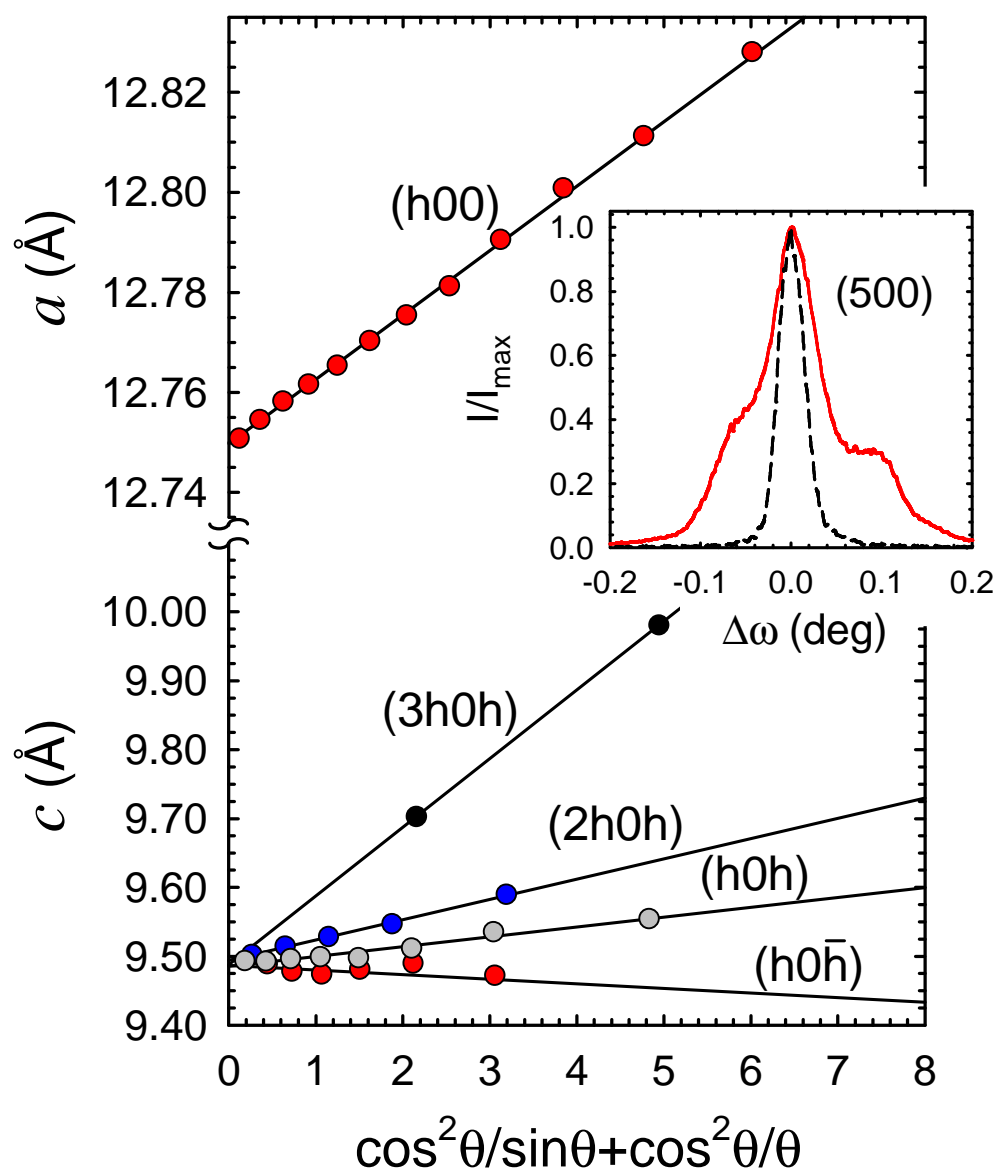 12.82
12.80
12.78
12.76
12.74
a (Å)
(h00)
1.0
0.8
0.6
0.4
0.2
0.0
I/I_max
(500)
-0.2 -0.1 0.0 0.1 0.2
Δω (deg)
10.00
9.90
9.80
9.70
9.60
9.50
9.40
c (Å)
(3h0h)
(2h0h)
(h0h)
(h0h̄)
0 1 2 3 4 5 6 7 8
cos²θ/sinθ+cos²θ/θ